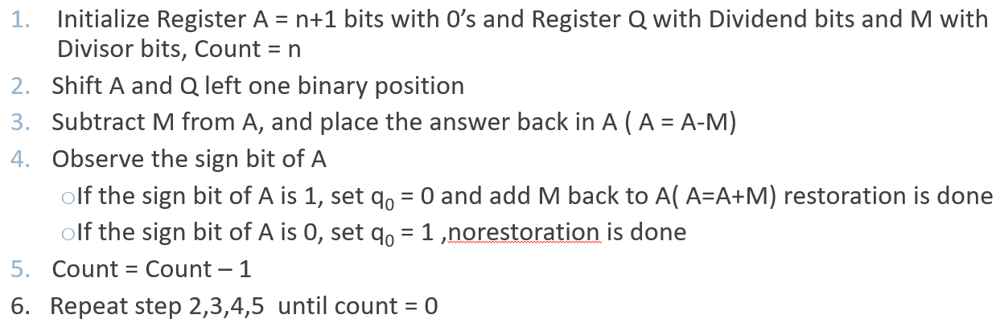 1. Initialize Register A = n+1 bits with 0's and Register Q with Dividend bits and M with
Divisor bits, Count = n
2. Shift A and Q left one binary position
3. Subtract M from A, and place the answer back in A ( A = A-M)
4. Observe the sign bit of A
○If the sign bit of A is 1, set q₀ = 0 and add M back to A( A=A+M) restoration is done
○If the sign bit of A is 0, set q₀ = 1 ,norestoration is done
5. Count = Count – 1
6. Repeat step 2,3,4,5 until count = 0